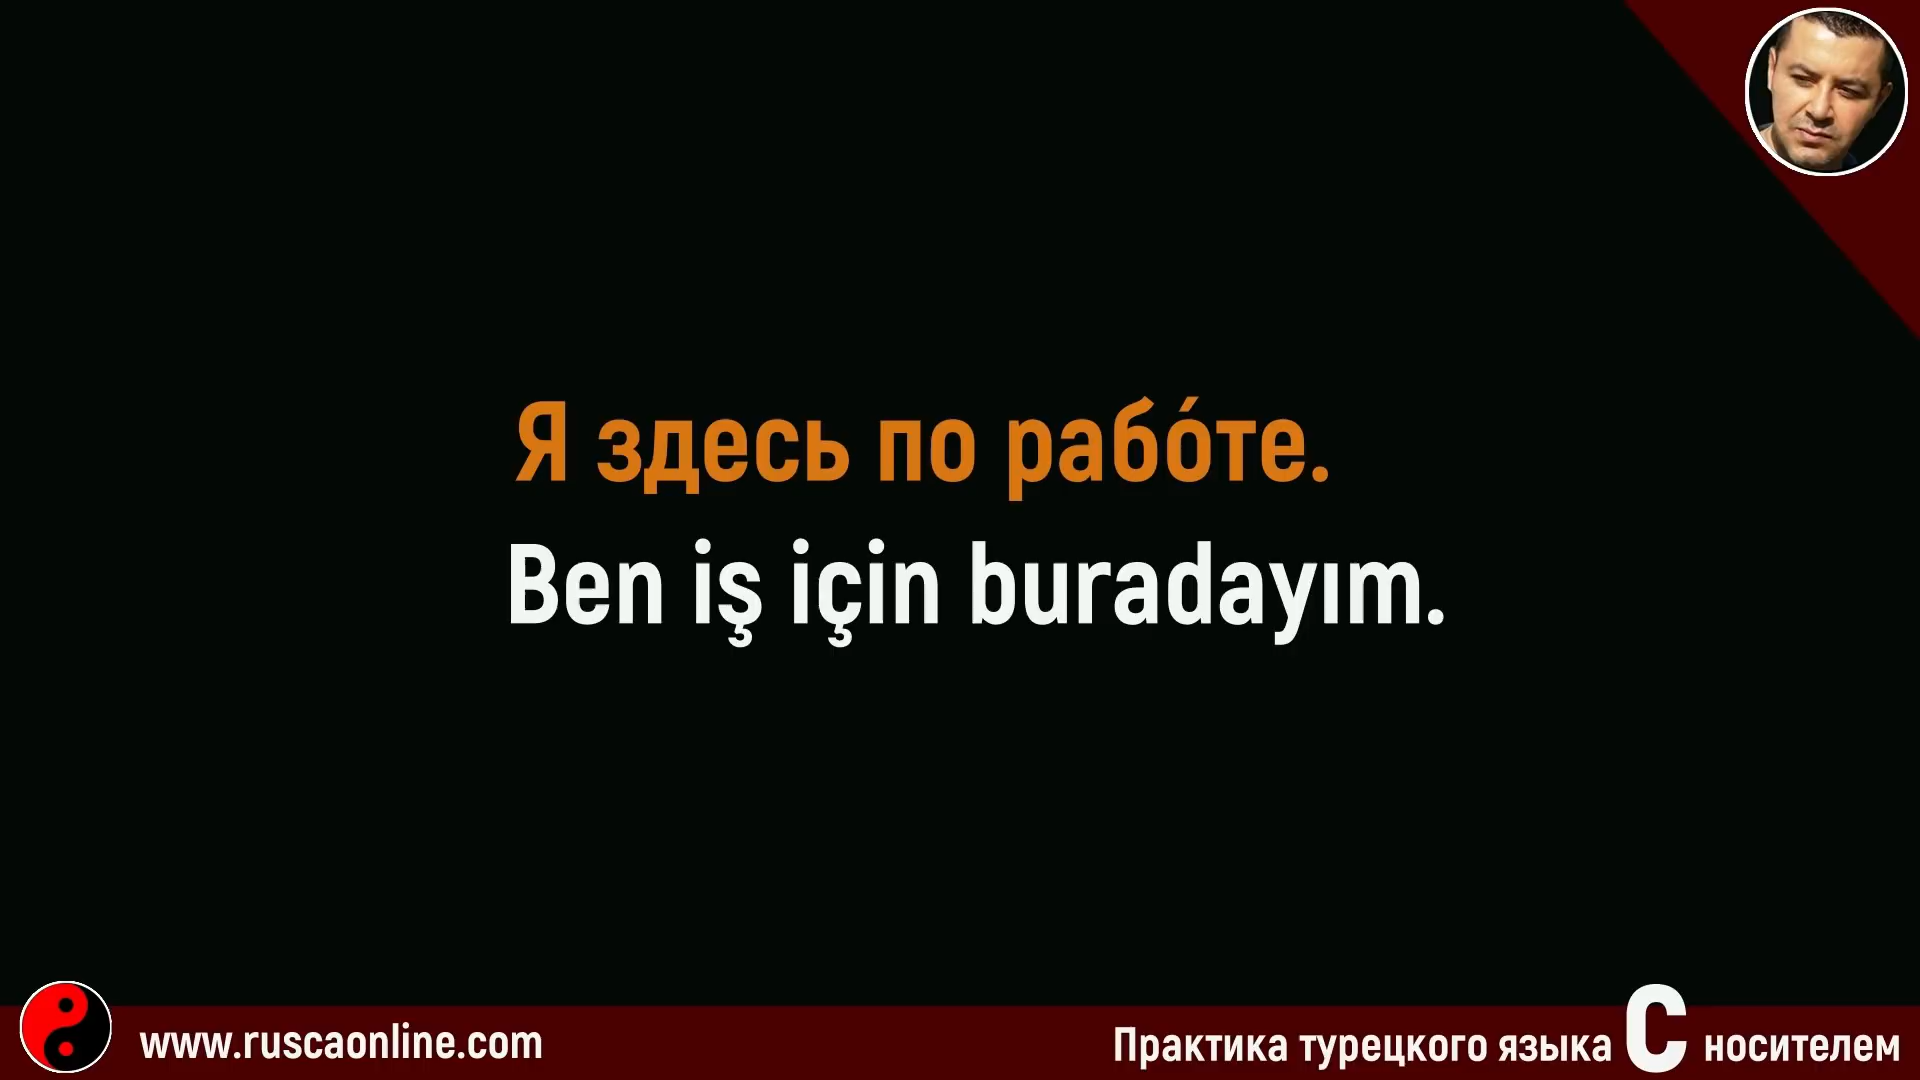 Я здесь по рабо́те.
Ben iş için buradayım.
www.ruscaonline.com
Практика турецкого языка С носителем